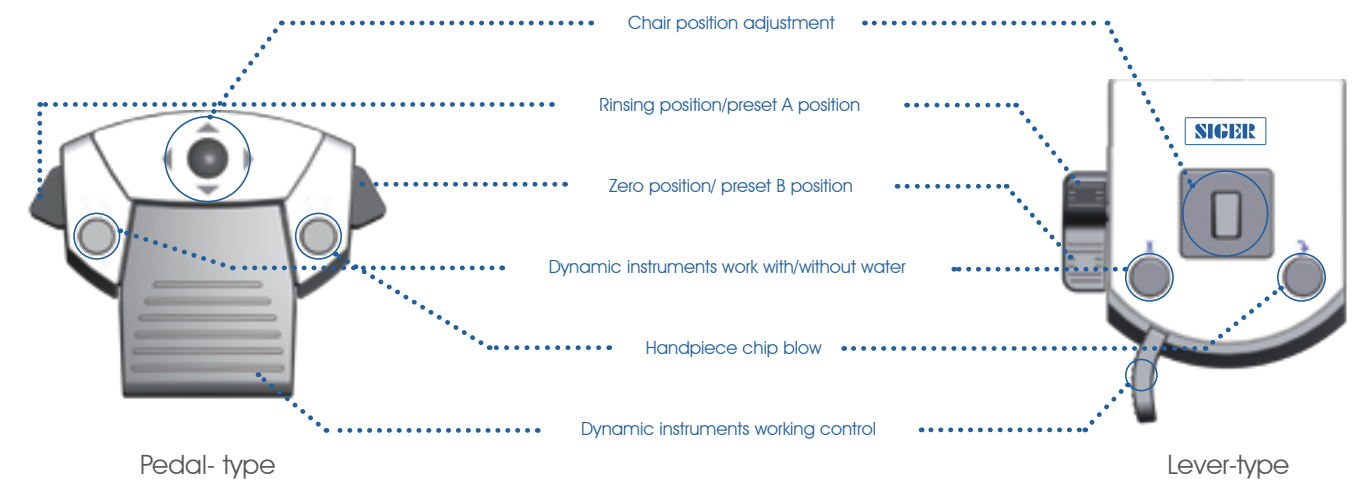 Chair position adjustment
Rinsing position/preset A position
SIGER
Zero position/ preset B position
Dynamic instruments work with/without water
Handpiece chip blow
Dynamic instruments working control
Pedal- type
Lever-type